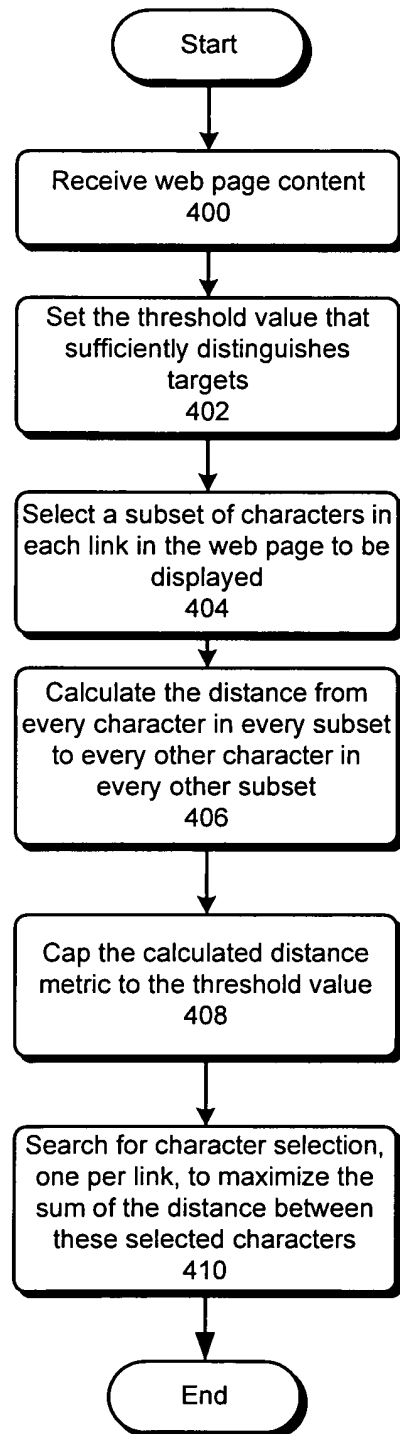 Start
Receive web page content
400
Set the threshold value that
sufficiently distinguishes
targets
402
Select a subset of characters in
each link in the web page to be
displayed
404
Calculate the distance from
every character in every subset
to every other character in
every other subset
406
Cap the calculated distance
metric to the threshold value
408
Search for character selection,
one per link, to maximize the
sum of the distance between
these selected characters
410
End